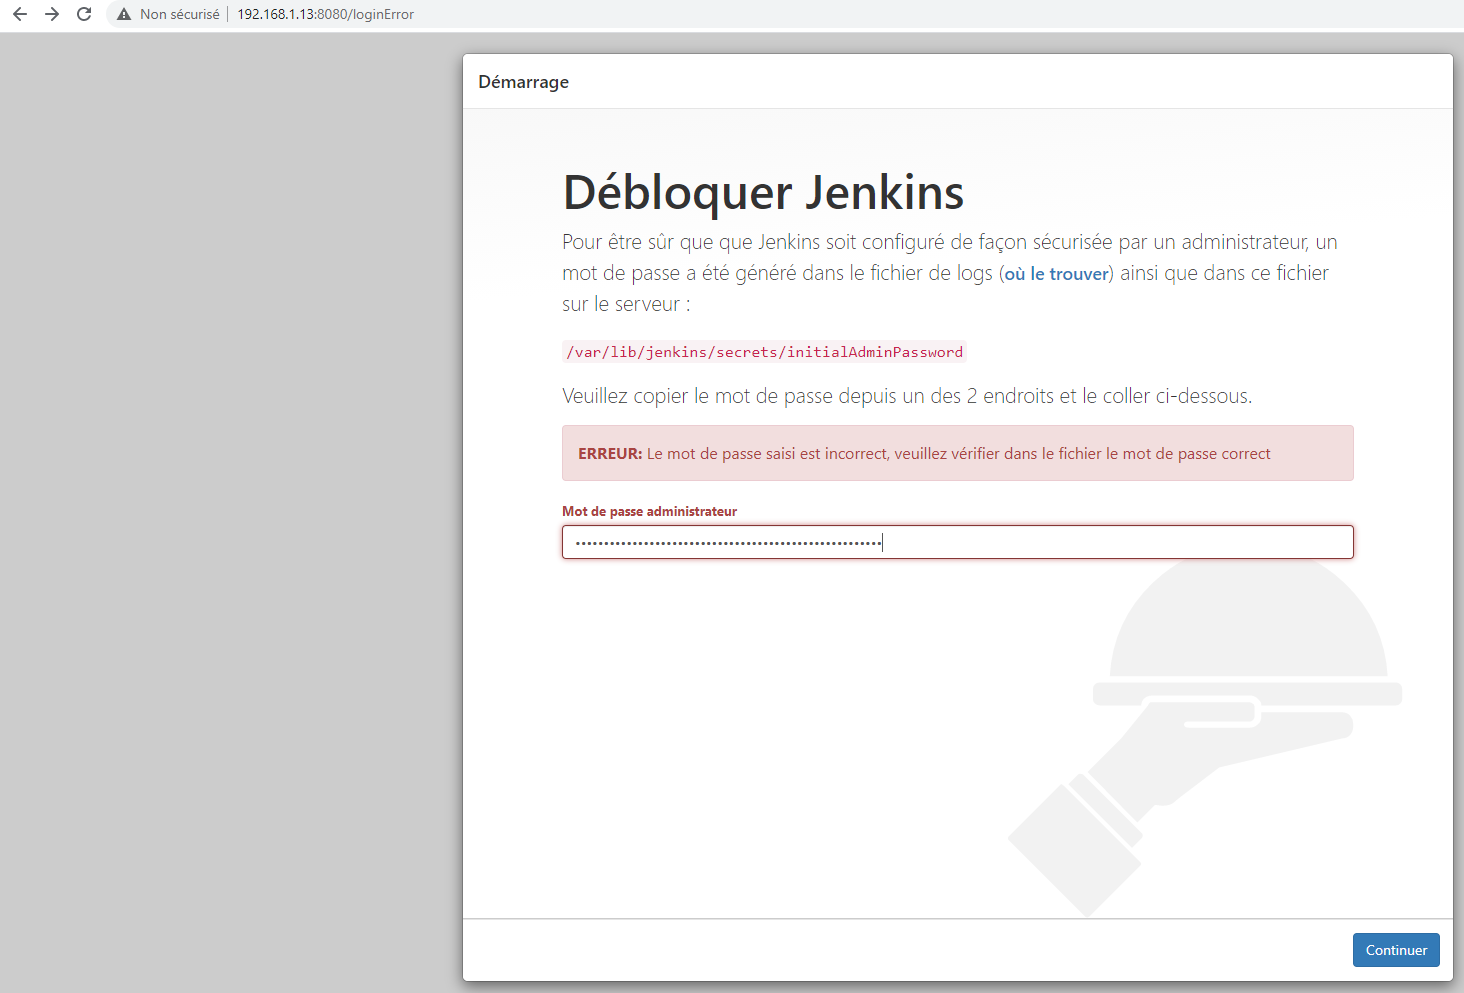 Non sécurisé 192.168.1.13:8080/loginError
Démarrage
Débloquer Jenkins
Pour être sûr que que Jenkins soit configuré de façon sécurisée par un administrateur, un
mot de passe a été généré dans le fichier de logs (où le trouver) ainsi que dans ce fichier
sur le serveur :
/var/lib/jenkins/secrets/initialAdminPassword
Veuillez copier le mot de passe depuis un des 2 endroits et le coller ci-dessous.
ERREUR: Le mot de passe saisi est incorrect, veuillez vérifier dans le fichier le mot de passe correct
Mot de passe administrateur
Continuer